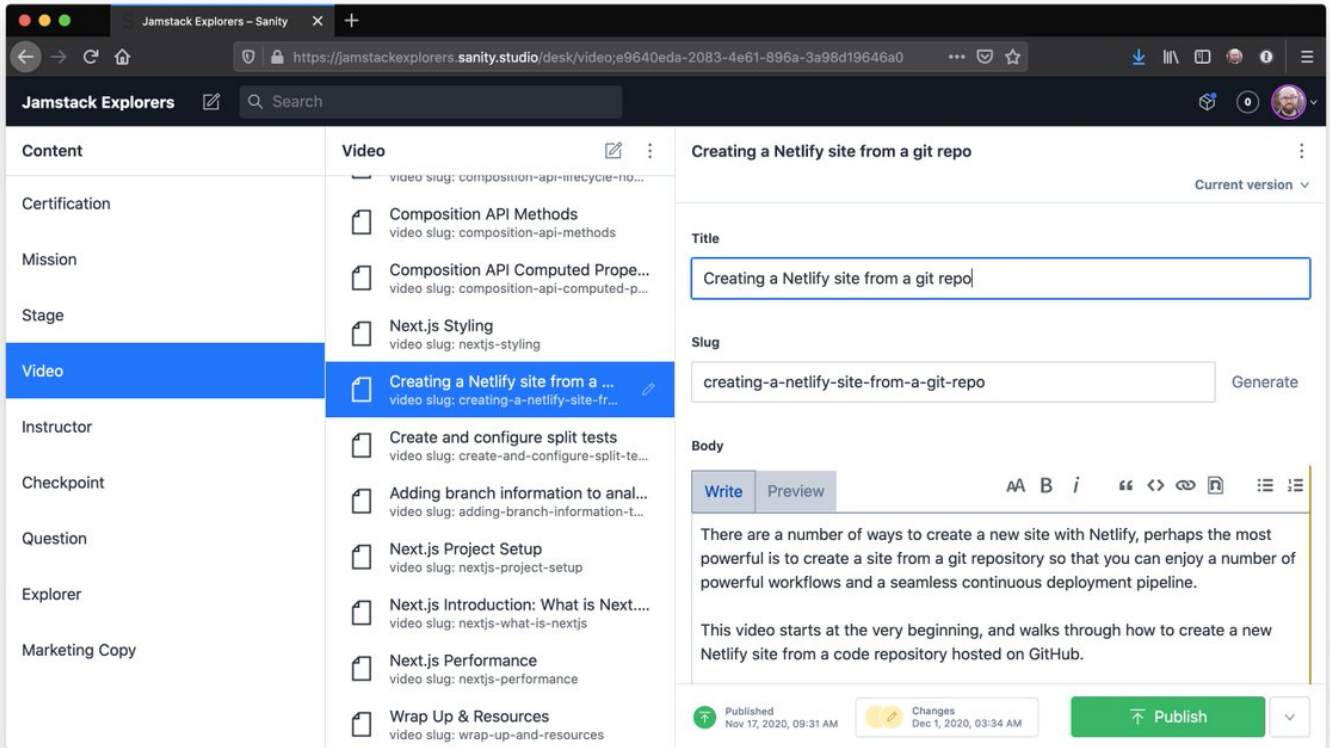 Jamstack Explorers – Sanity
https://jamstackexplorers.sanity.studio/desk/video;e9640eda-2083-4e61-896a-3a98d19646a0
Jamstack Explorers
Search
0
Content
Certification
Mission
Stage
Video
Instructor
Checkpoint
Question
Explorer
Marketing Copy
Video
video slug: composition-api-lifecycle-ho...
Composition API Methods
video slug: composition-api-methods
Composition API Computed Prope...
video slug: composition-api-computed-p...
Next.js Styling
video slug: nextjs-styling
Creating a Netlify site from a ...
video slug: creating-a-netlify-site-fr...
Create and configure split tests
video slug: create-and-configure-split-te...
Adding branch information to anal...
video slug: adding-branch-information-t...
Next.js Project Setup
video slug: nextjs-project-setup
Next.js Introduction: What is Next....
video slug: nextjs-what-is-nextjs
Next.js Performance
video slug: nextjs-performance
Wrap Up & Resources
video slug: wrap-up-and-resources
Creating a Netlify site from a git repo
Current version
Title
Creating a Netlify site from a git repo
Slug
creating-a-netlify-site-from-a-git-repo
Generate
Body
Write Preview AA B i
There are a number of ways to create a new site with Netlify, perhaps the most
powerful is to create a site from a git repository so that you can enjoy a number of
powerful workflows and a seamless continuous deployment pipeline.
This video starts at the very beginning, and walks through how to create a new
Netlify site from a code repository hosted on GitHub.
Published
Nov 17, 2020, 09:31 AM
Changes
Dec 1, 2020, 03:34 AM
Publish